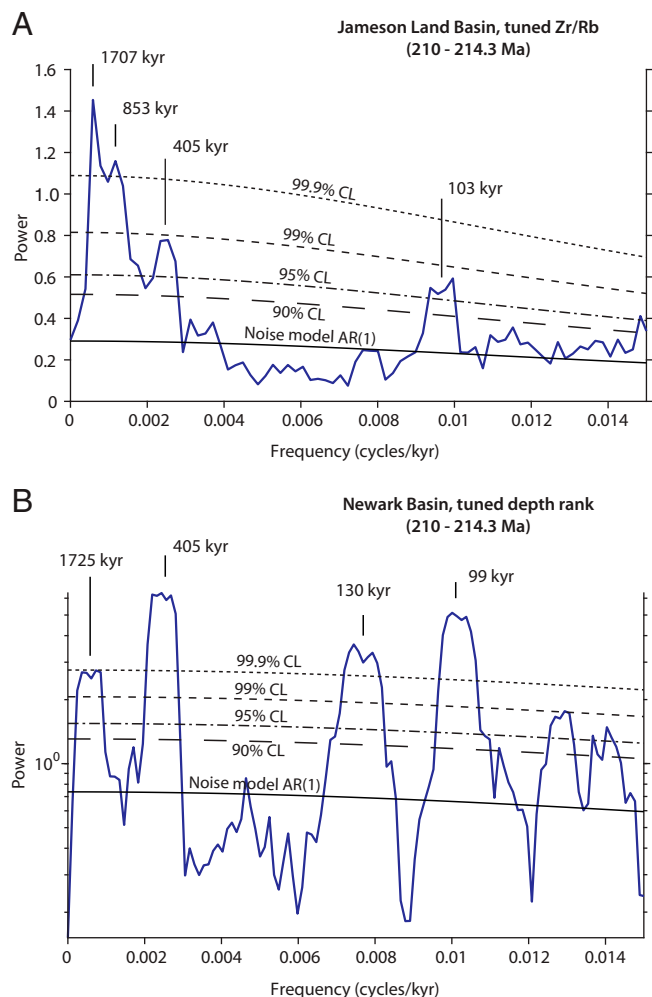 A
Jameson Land Basin, tuned Zr/Rb
(210 - 214.3 Ma)
1707 kyr
853 kyr
405 kyr
103 kyr
99.9% CL
99% CL
95% CL
90% CL
Noise model AR(1)
Power
1.6
1.4
1.2
1.0
0.8
0.6
0.4
0.2
0
0 0.002 0.004 0.006 0.008 0.01 0.012 0.014
Frequency (cycles/kyr)
B
Newark Basin, tuned depth rank
(210 - 214.3 Ma)
1725 kyr
405 kyr
130 kyr
99 kyr
99.9% CL
99% CL
95% CL
90% CL
Noise model AR(1)
Power
10⁰
0 0.002 0.004 0.006 0.008 0.01 0.012 0.014
Frequency (cycles/kyr)